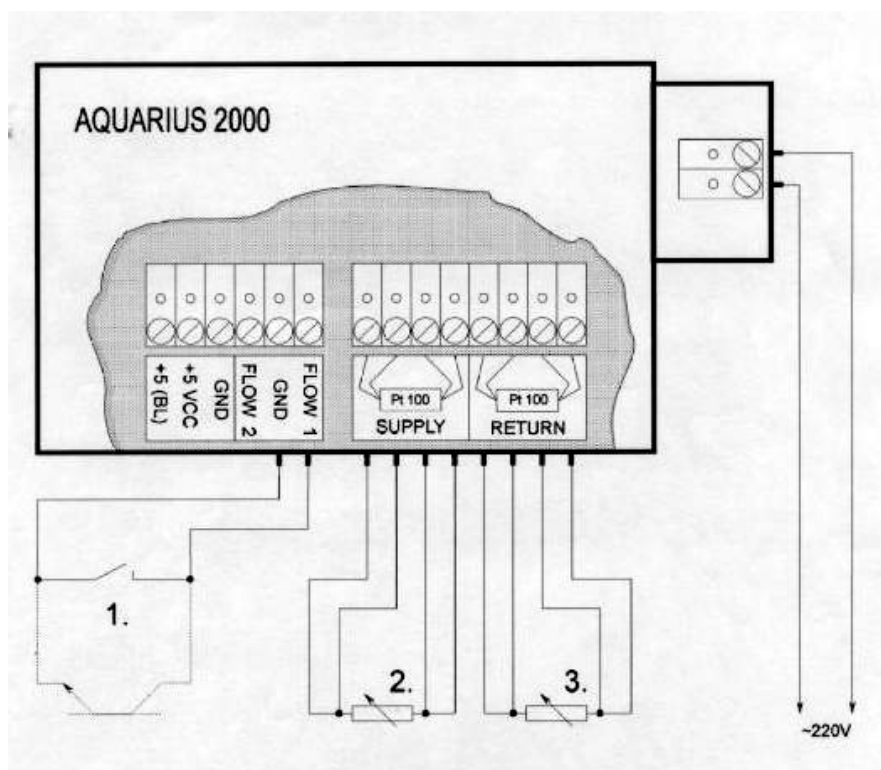 AQUARIUS 2000
+5 (BL)
+5 VCC
GND
FLOW 2
GND
FLOW 1
Pt 100
SUPPLY
Pt 100
RETURN
1.
2.
3.
~220V